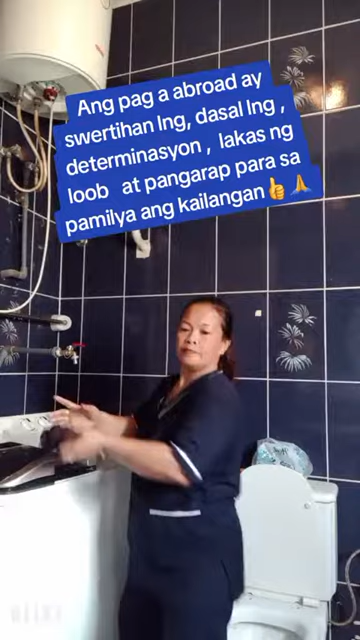 Ang pag a abroad ay
swertihan lng, dasal lng ,
determinasyon , lakas ng
loob at pangarap para sa
pamilya ang kailangan👍🙏